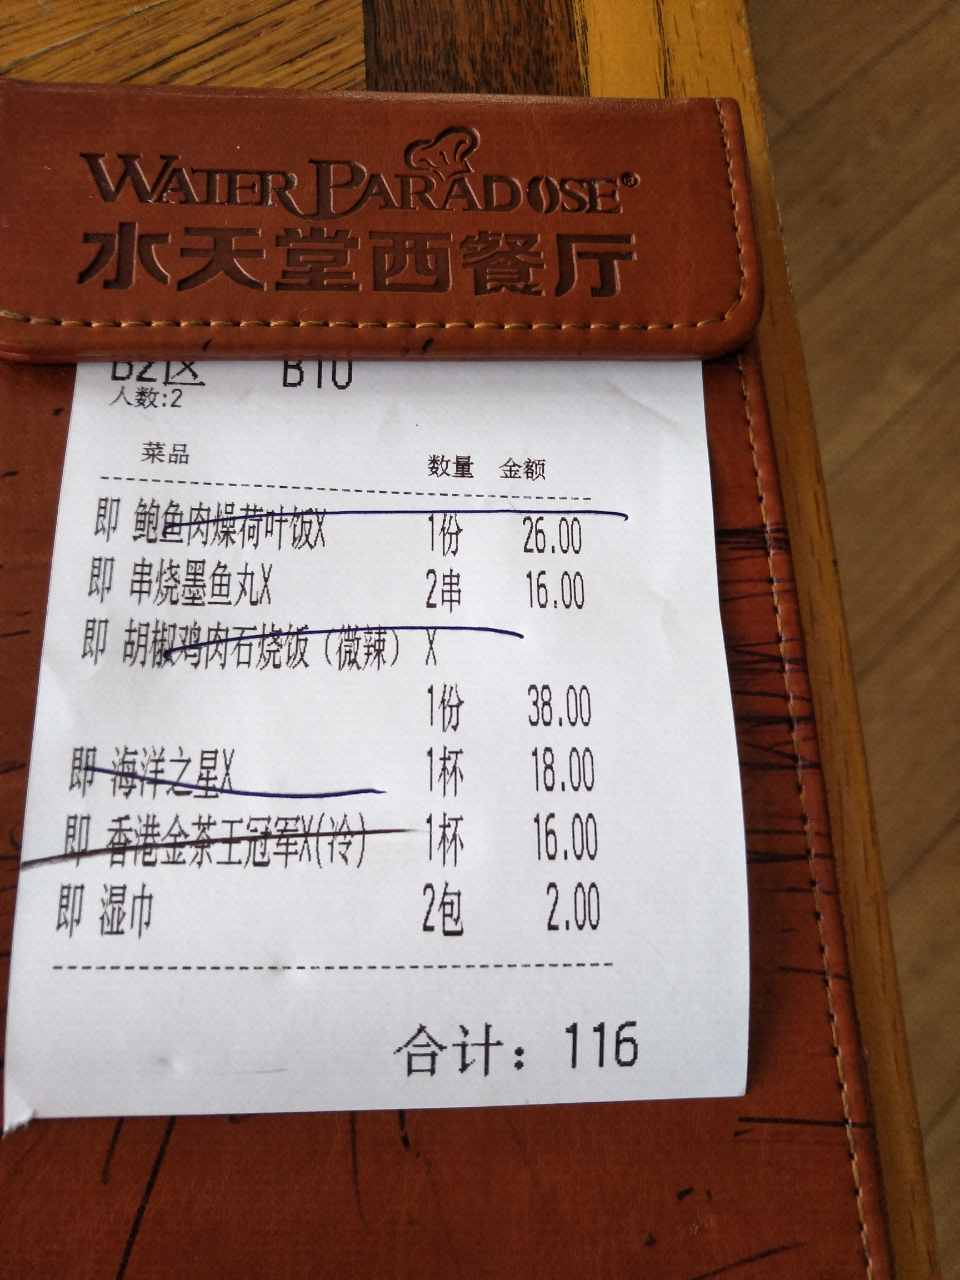 WATER PARADOSE®
水天堂西餐厅
B2区 B10
人数:2
菜品 数量 金额
即 鲍鱼肉燥荷叶饭X 1份 26.00
即 串烧墨鱼丸X 2串 16.00
即 胡椒鸡肉石烧饭（微辣）X
1份 38.00
即 海洋之星X 1杯 18.00
即 香港金茶王冠军X(冷) 1杯 16.00
即 湿巾 2包 2.00
合计：116